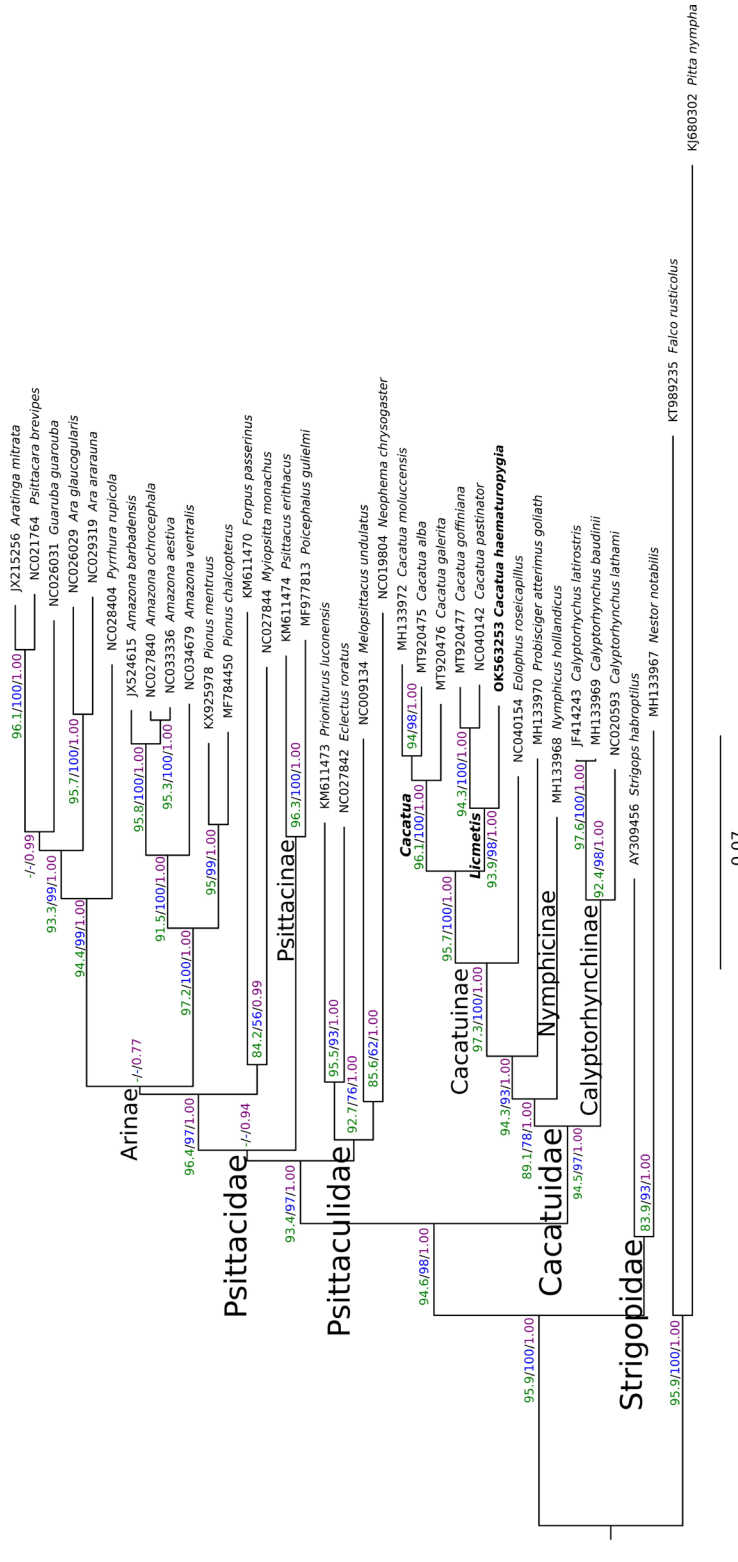 JX215256 Aratinga mitrata
NC021764 Psittacara brevipes
NC026031 Guaruba guarouba
NC026029 Ara glaucogularis
NC029319 Ara ararauna
NC028404 Pyrrhura rupicola
JX524615 Amazona barbadensis
NC027840 Amazona ochrocephala
NC033336 Amazona aestiva
NC034679 Amazona ventralis
KX925978 Pionus mentruus
MF784450 Pionus chalcopterus
KM611470 Forpus passerinus
NC027844 Myiopsitta monachus
KM611474 Psittacus erithacus
MF977813 Poicephalus gulielmi
KM611473 Prioniturus luconensis
NC027842 Eclectus roratus
NC009134 Melopsittacus undulatus
NC019804 Neophema chrysogaster
MH133972 Cacatua moluccensis
MT920475 Cacatua alba
MT920476 Cacatua galerita
MT920477 Cacatua goffiniana
NC040142 Cacatua pastinator
OK563253 Cacatua haematuropygia
NC040154 Eolophus roseicapillus
MH133970 Probisciger atterimus goliath
MH133968 Nymphicus holllandicus
JF414243 Calyptorhychus latirostris
MH133969 Calyptorhynchus baudinii
NC020593 Calyptorhynchus lathami
AY309456 Strigops habroptilus
MH133967 Nestor notabilis
KT989235 Falco rusticolus
KJ680302 Pitta nympha
96.1/100/1.00
-/-/0.99
93.3/99/1.00
95.7/100/1.00
94.4/99/1.00
95.8/100/1.00
95.3/100/1.00
91.5/100/1.00
95/99/1.00
97.2/100/1.00
Arinae
-/-/0.77
84.2/56/0.99
96.4/97/1.00
Psittacinae
96.3/100/1.00
-/-/0.94
Psittacidae
93.4/97/1.00
95.5/93/1.00
92.7/76/1.00
85.6/62/1.00
Psittaculidae
94.6/98/1.00
Cacatua
94/98/1.00
96.1/100/1.00
94.3/100/1.00
Licmetis
93.9/98/1.00
95.7/100/1.00
Cacatuinae
97.3/100/1.00
94.3/93/1.00
Nymphicinae
89.1/78/1.00
97.6/100/1.00
92.4/98/1.00
Calyptorhynchinae
94.5/97/1.00
Cacatuidae
95.9/100/1.00
83.9/93/1.00
Strigopidae
95.9/100/1.00